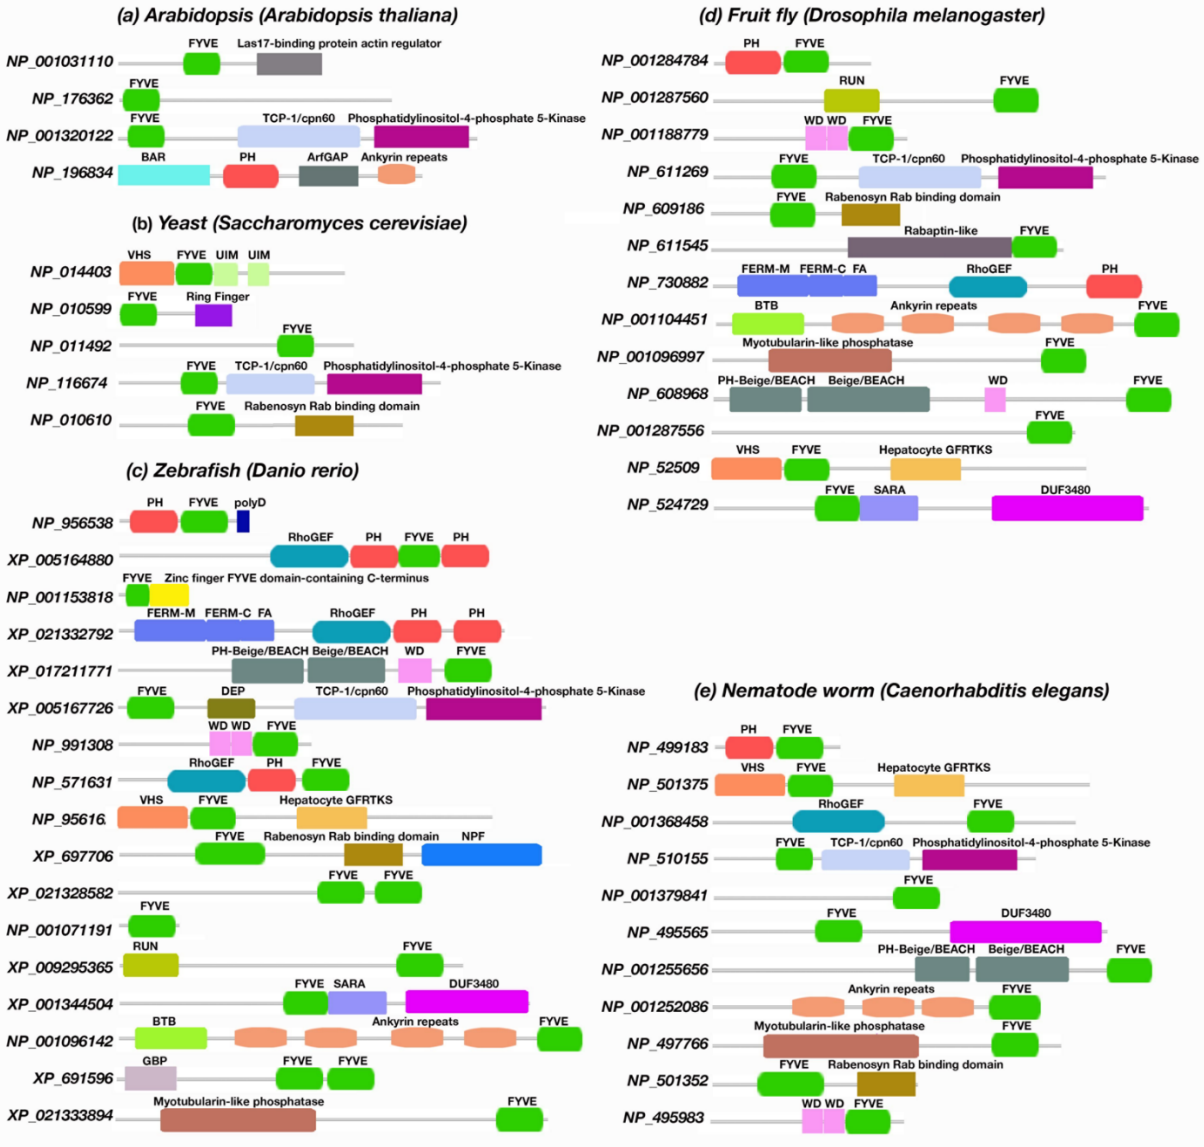 (a) Arabidopsis (Arabidopsis thaliana)
FYVE Las17-binding protein actin regulator
NP_001031110
FYVE
NP_176362
FYVE TCP-1/cpn60 Phosphatidylinositol-4-phosphate 5-Kinase
NP_001320122
BAR PH ArfGAP Ankyrin repeats
NP_196834
(b) Yeast (Saccharomyces cerevisiae)
VHS FYVE UIM UIM
NP_014403
FYVE Ring Finger
NP_010599
FYVE
NP_011492
FYVE TCP-1/cpn60 Phosphatidylinositol-4-phosphate 5-Kinase
NP_116674
FYVE Rabenosyn Rab binding domain
NP_010610
(c) Zebrafish (Danio rerio)
PH FYVE polyD
NP_956538
RhoGEF PH FYVE PH
XP_005164880
FYVE Zinc finger FYVE domain-containing C-terminus
NP_001153818
FERM-M FERM-C FA RhoGEF PH PH
XP_021332792
PH-Beige/BEACH Beige/BEACH WD FYVE
XP_017211771
FYVE DEP TCP-1/cpn60 Phosphatidylinositol-4-phosphate 5-Kinase
XP_005167726
WD WD FYVE
NP_991308
RhoGEF PH FYVE
NP_571631
VHS FYVE Hepatocyte GFRTKS
NP_95616
FYVE Rabenosyn Rab binding domain NPF
XP_697706
FYVE FYVE
XP_021328582
FYVE
NP_001071191
RUN FYVE
XP_009295365
FYVE SARA DUF3480
XP_001344504
BTB Ankyrin repeats FYVE
NP_001096142
GBP FYVE FYVE
XP_691596
Myotubularin-like phosphatase FYVE
XP_021333894
(d) Fruit fly (Drosophila melanogaster)
PH FYVE
NP_001284784
RUN FYVE
NP_001287560
WD WD FYVE
NP_001188779
FYVE TCP-1/cpn60 Phosphatidylinositol-4-phosphate 5-Kinase
NP_611269
FYVE Rabenosyn Rab binding domain
NP_609186
Rabaptin-like FYVE
NP_611545
FERM-M FERM-C FA RhoGEF PH
NP_730882
BTB Ankyrin repeats FYVE
NP_001104451
Myotubularin-like phosphatase FYVE
NP_001096997
PH-Beige/BEACH Beige/BEACH WD FYVE
NP_608968
FYVE
NP_001287556
VHS FYVE Hepatocyte GFRTKS
NP_52509
FYVE SARA DUF3480
NP_524729
(e) Nematode worm (Caenorhabditis elegans)
PH FYVE
NP_499183
VHS FYVE Hepatocyte GFRTKS
NP_501375
RhoGEF FYVE
NP_001368458
FYVE TCP-1/cpn60 Phosphatidylinositol-4-phosphate 5-Kinase
NP_510155
FYVE
NP_001379841
FYVE DUF3480
NP_495565
PH-Beige/BEACH Beige/BEACH FYVE
NP_001255656
Ankyrin repeats FYVE
NP_001252086
Myotubularin-like phosphatase FYVE
NP_497766
FYVE Rabenosyn Rab binding domain
NP_501352
WD WD FYVE
NP_495983